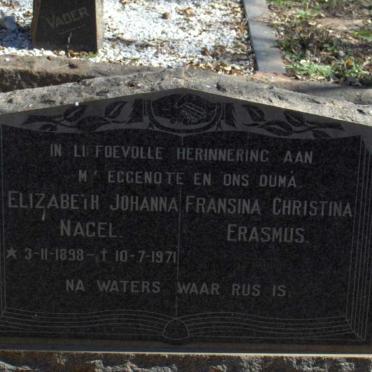 VADER
IN LIEFDEVOLLE HERINNERING AAN
MY EGGENOTE EN ONS OUMA
ELIZABETH JOHANNA
NAGEL
* 3-11-1898 - † 10-7-1971
FRANSINA CHRISTINA
ERASMUS
NA WATERS WAAR RUS IS.